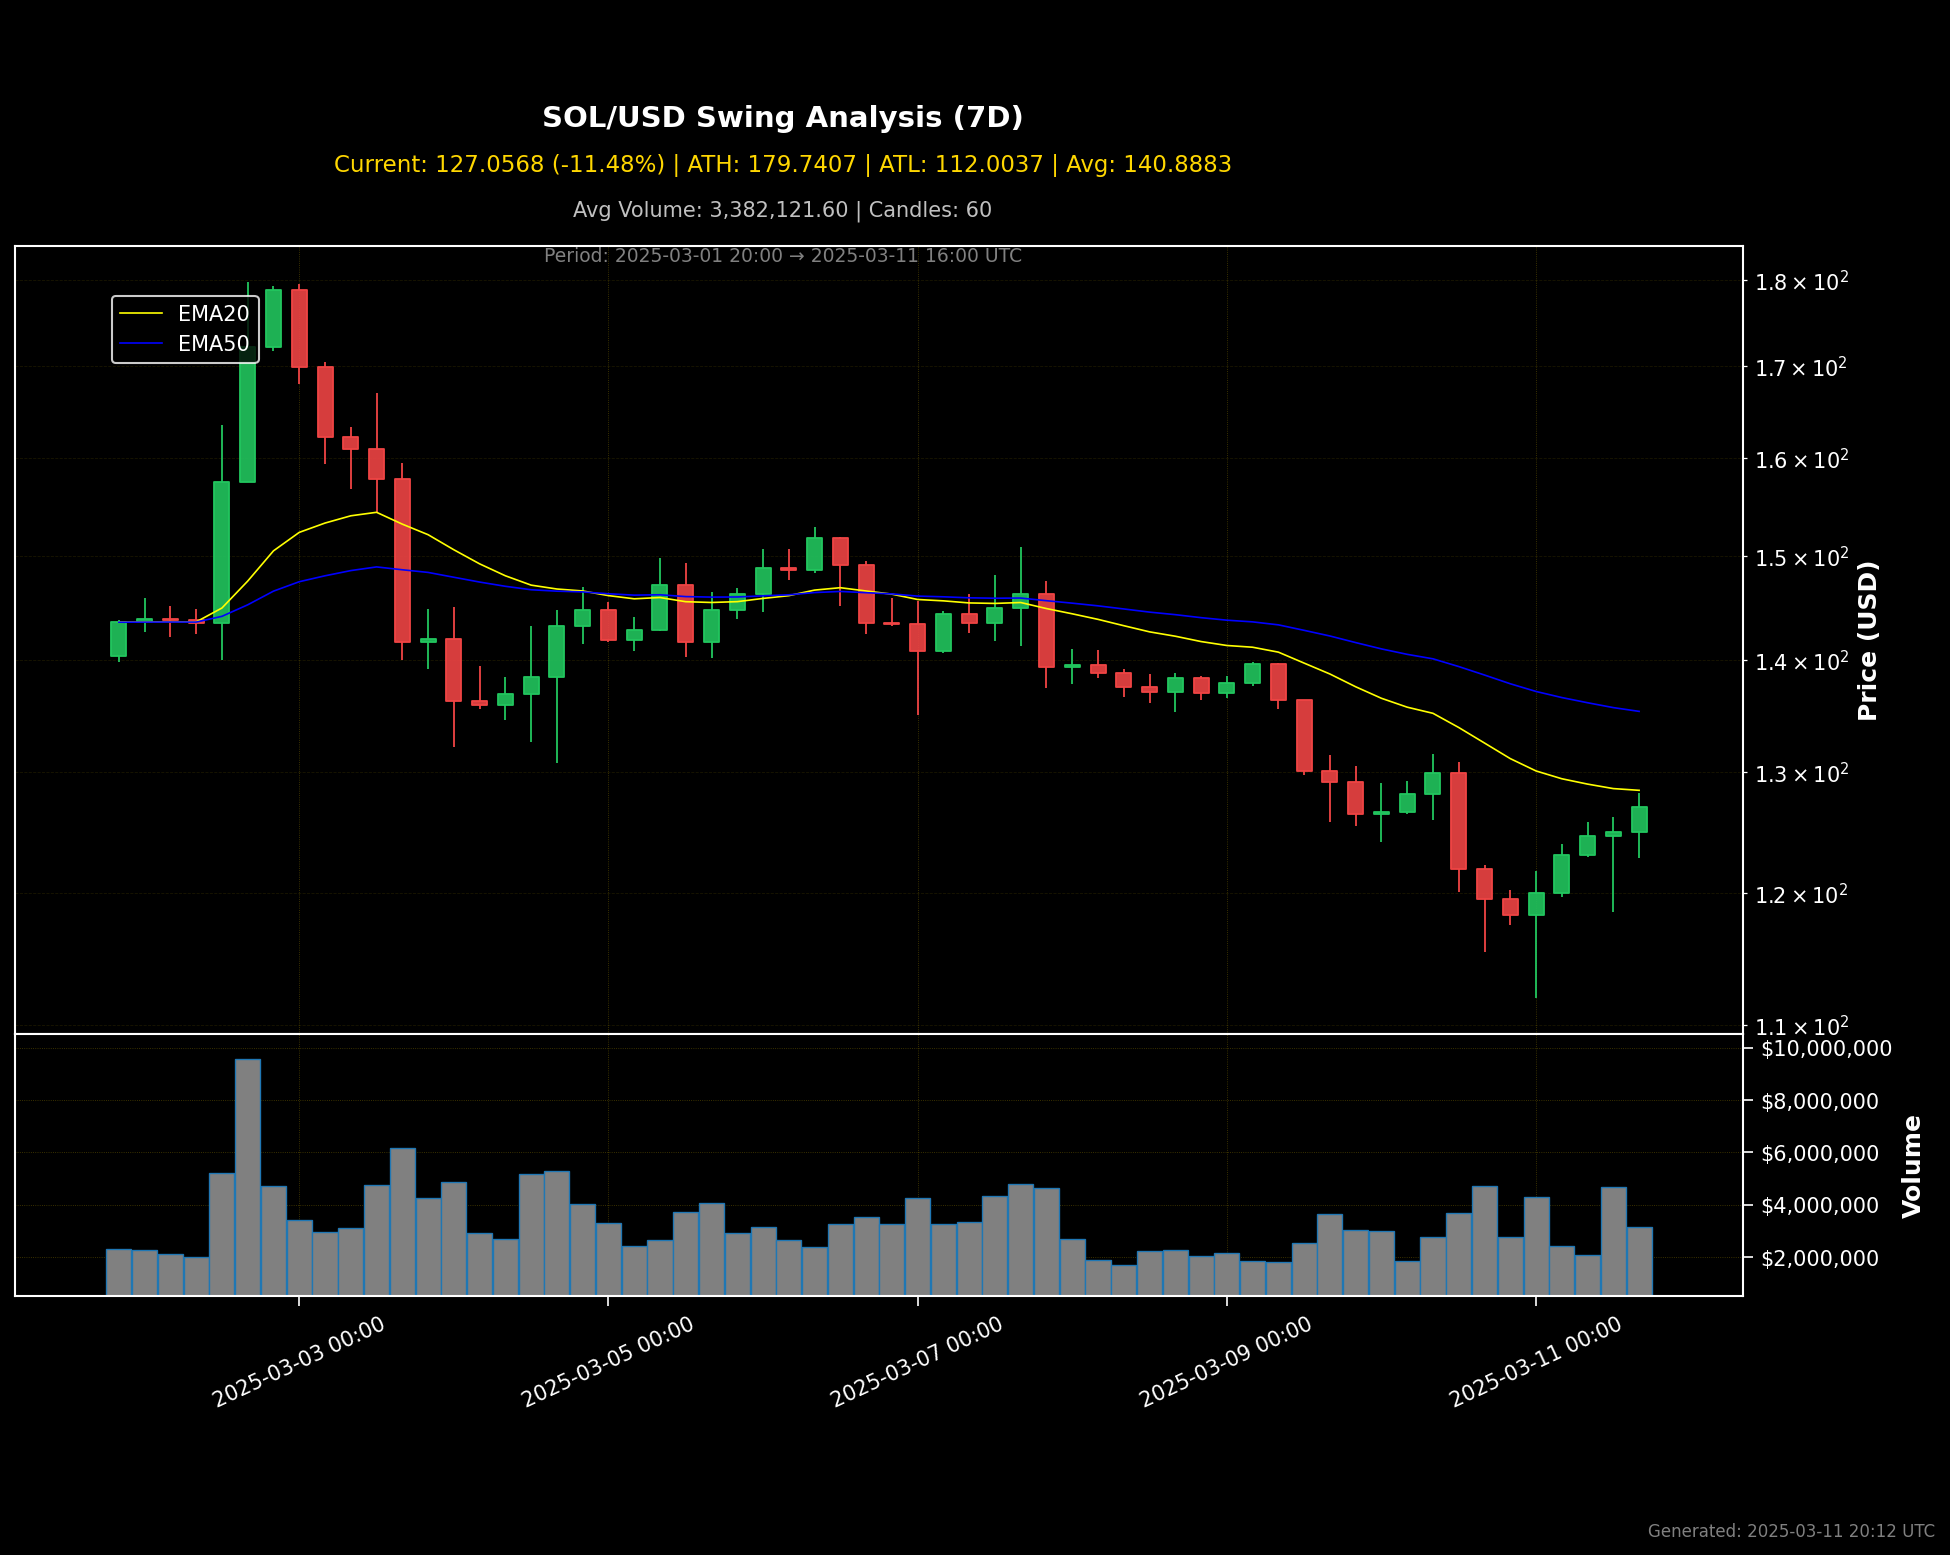 SOL/USD Swing Analysis (7D)
Current: 127.0568 (-11.48%) | ATH: 179.7407 | ATL: 112.0037 | Avg: 140.8883
Avg Volume: 3,382,121.60 | Candles: 60
Period: 2025-03-01 20:00 → 2025-03-11 16:00 UTC
EMA20
EMA50
1.8 × 10²
1.7 × 10²
1.6 × 10²
1.5 × 10²
1.4 × 10²
1.3 × 10²
1.2 × 10²
1.1 × 10²
Price (USD)
$10,000,000
$8,000,000
$6,000,000
$4,000,000
$2,000,000
Volume
2025-03-03 00:00
2025-03-05 00:00
2025-03-07 00:00
2025-03-09 00:00
2025-03-11 00:00
Generated: 2025-03-11 20:12 UTC